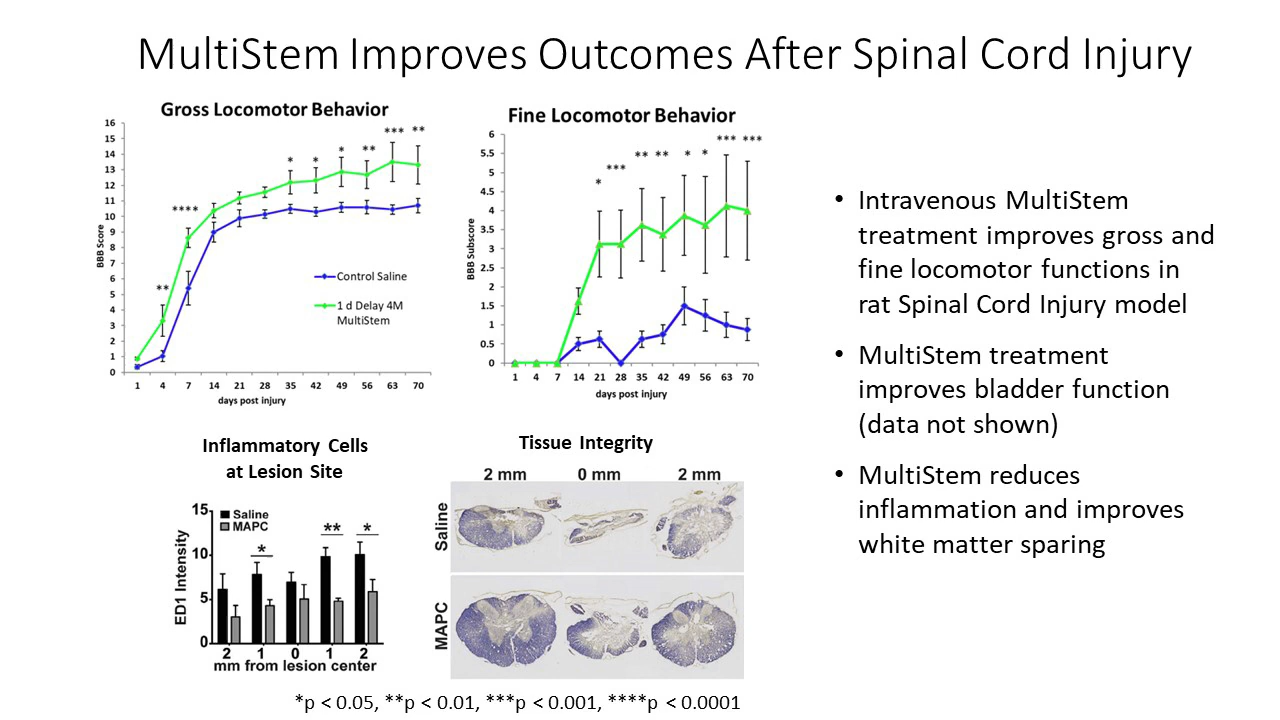 MultiStem Improves Outcomes After Spinal Cord Injury
Gross Locomotor Behavior
16
15
14
13
12
11
10
9
8
7
6
5
4
3
2
1
0
BBB Score
** **** * * * ** *** **
Control Saline
1 d Delay 4M
MultiStem
1 4 7 14 21 28 35 42 49 56 63 70
days post injury
Fine Locomotor Behavior
6
5.5
5
4.5
4
3.5
3
2.5
2
1.5
1
0.5
0
BBB Subscore
* *** ** ** * * *** ***
1 4 7 14 21 28 35 42 49 56 63 70
days post injury
Inflammatory Cells
at Lesion Site
15
10
5
0
ED1 Intensity
Saline
MAPC
* ** *
2 1 0 1 2
mm from lesion center
Tissue Integrity
2 mm 0 mm 2 mm
Saline
MAPC
*p < 0.05, **p < 0.01, ***p < 0.001, ****p < 0.0001
• Intravenous MultiStem
treatment improves gross and
fine locomotor functions in
rat Spinal Cord Injury model
• MultiStem treatment
improves bladder function
(data not shown)
• MultiStem reduces
inflammation and improves
white matter sparing